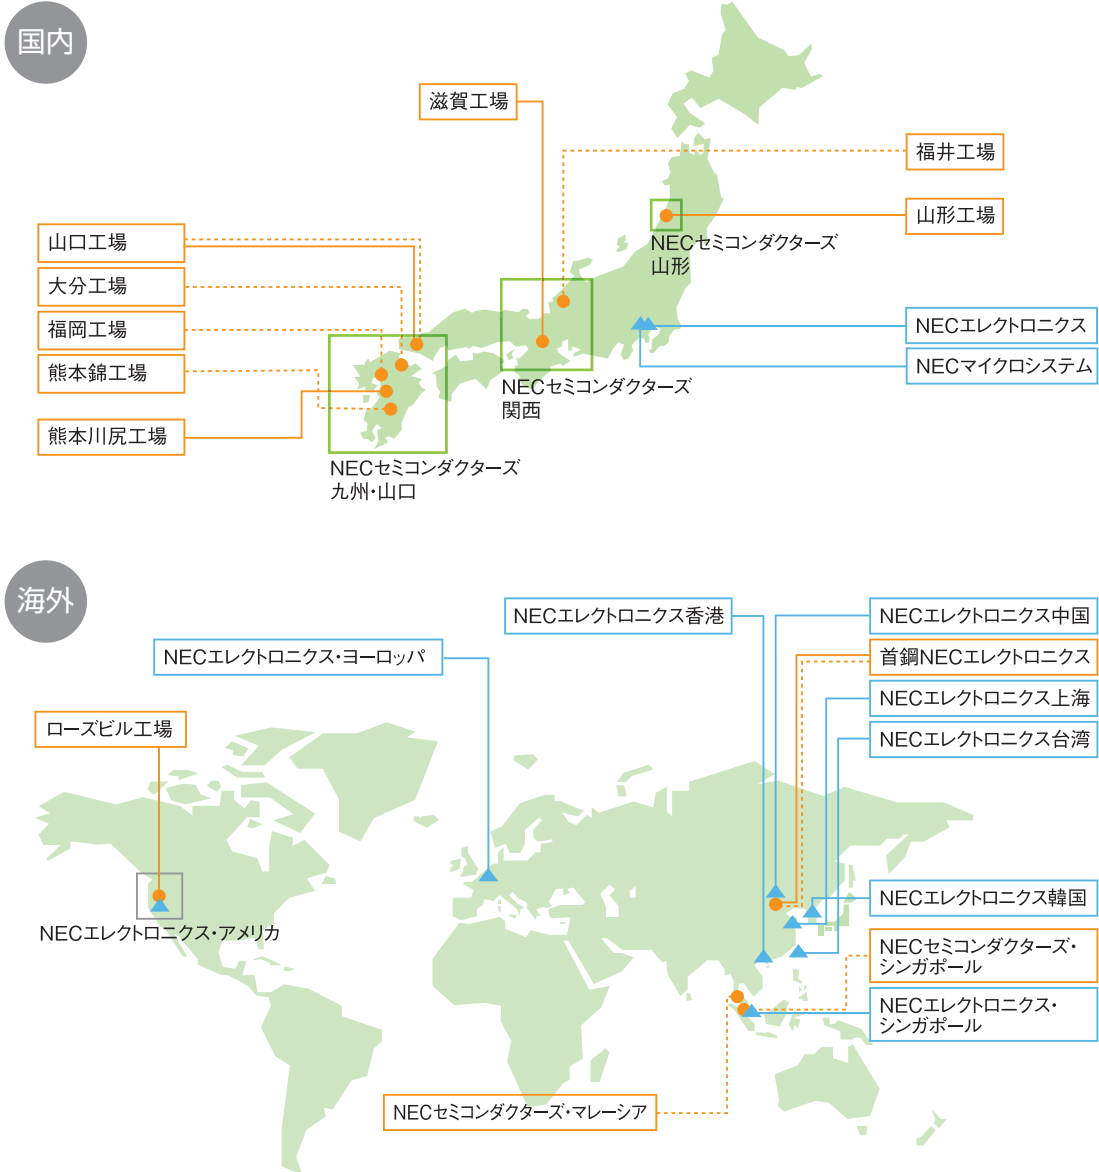 国内
滋賀工場
福井工場
山形工場
NECセミコンダクターズ
山形
山口工場
大分工場
福岡工場
熊本錦工場
熊本川尻工場
NECエレクトロニクス
NECマイクロシステム
NECセミコンダクターズ
関西
NECセミコンダクターズ
九州・山口
海外
NECエレクトロニクス香港
NECエレクトロニクス中国
NECエレクトロニクス・ヨーロッパ
首鋼NECエレクトロニクス
NECエレクトロニクス上海
ローズビル工場
NECエレクトロニクス台湾
NECエレクトロニクス韓国
NECエレクトロニクス・アメリカ
NECセミコンダクターズ・
シンガポール
NECエレクトロニクス・
シンガポール
NECセミコンダクターズ・マレーシア